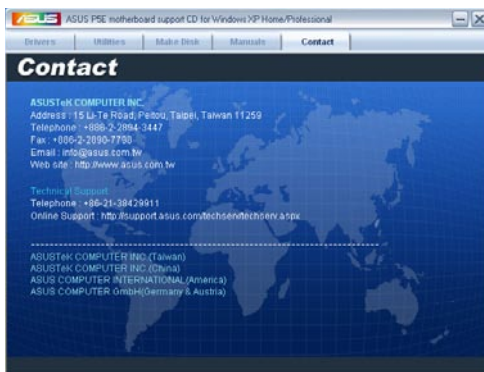 ASUS ASUS P5E motherboard support CD for Windows XP Home/Professional
Drivers Utilities Make Disk Manuals Contact
Contact
ASUSTeK COMPUTER INC.
Address : 15 Li-Te Road, Peitou, Taipei, Taiwan 11259
Telephone : +886-2-2894-3447
Fax : +886-2-2890-7798
Email : info@asus.com.tw
Web site : http://www.asus.com.tw
Technical Support
Telephone : +86-21-38429911
Online Support : http://support.asus.com/techserv/techserv.aspx
ASUSTeK COMPUTER INC.(Taiwan)
ASUSTeK COMPUTER INC.(China)
ASUS COMPUTER INTERNATIONAL(America)
ASUS COMPUTER GmbH(Germany & Austria)